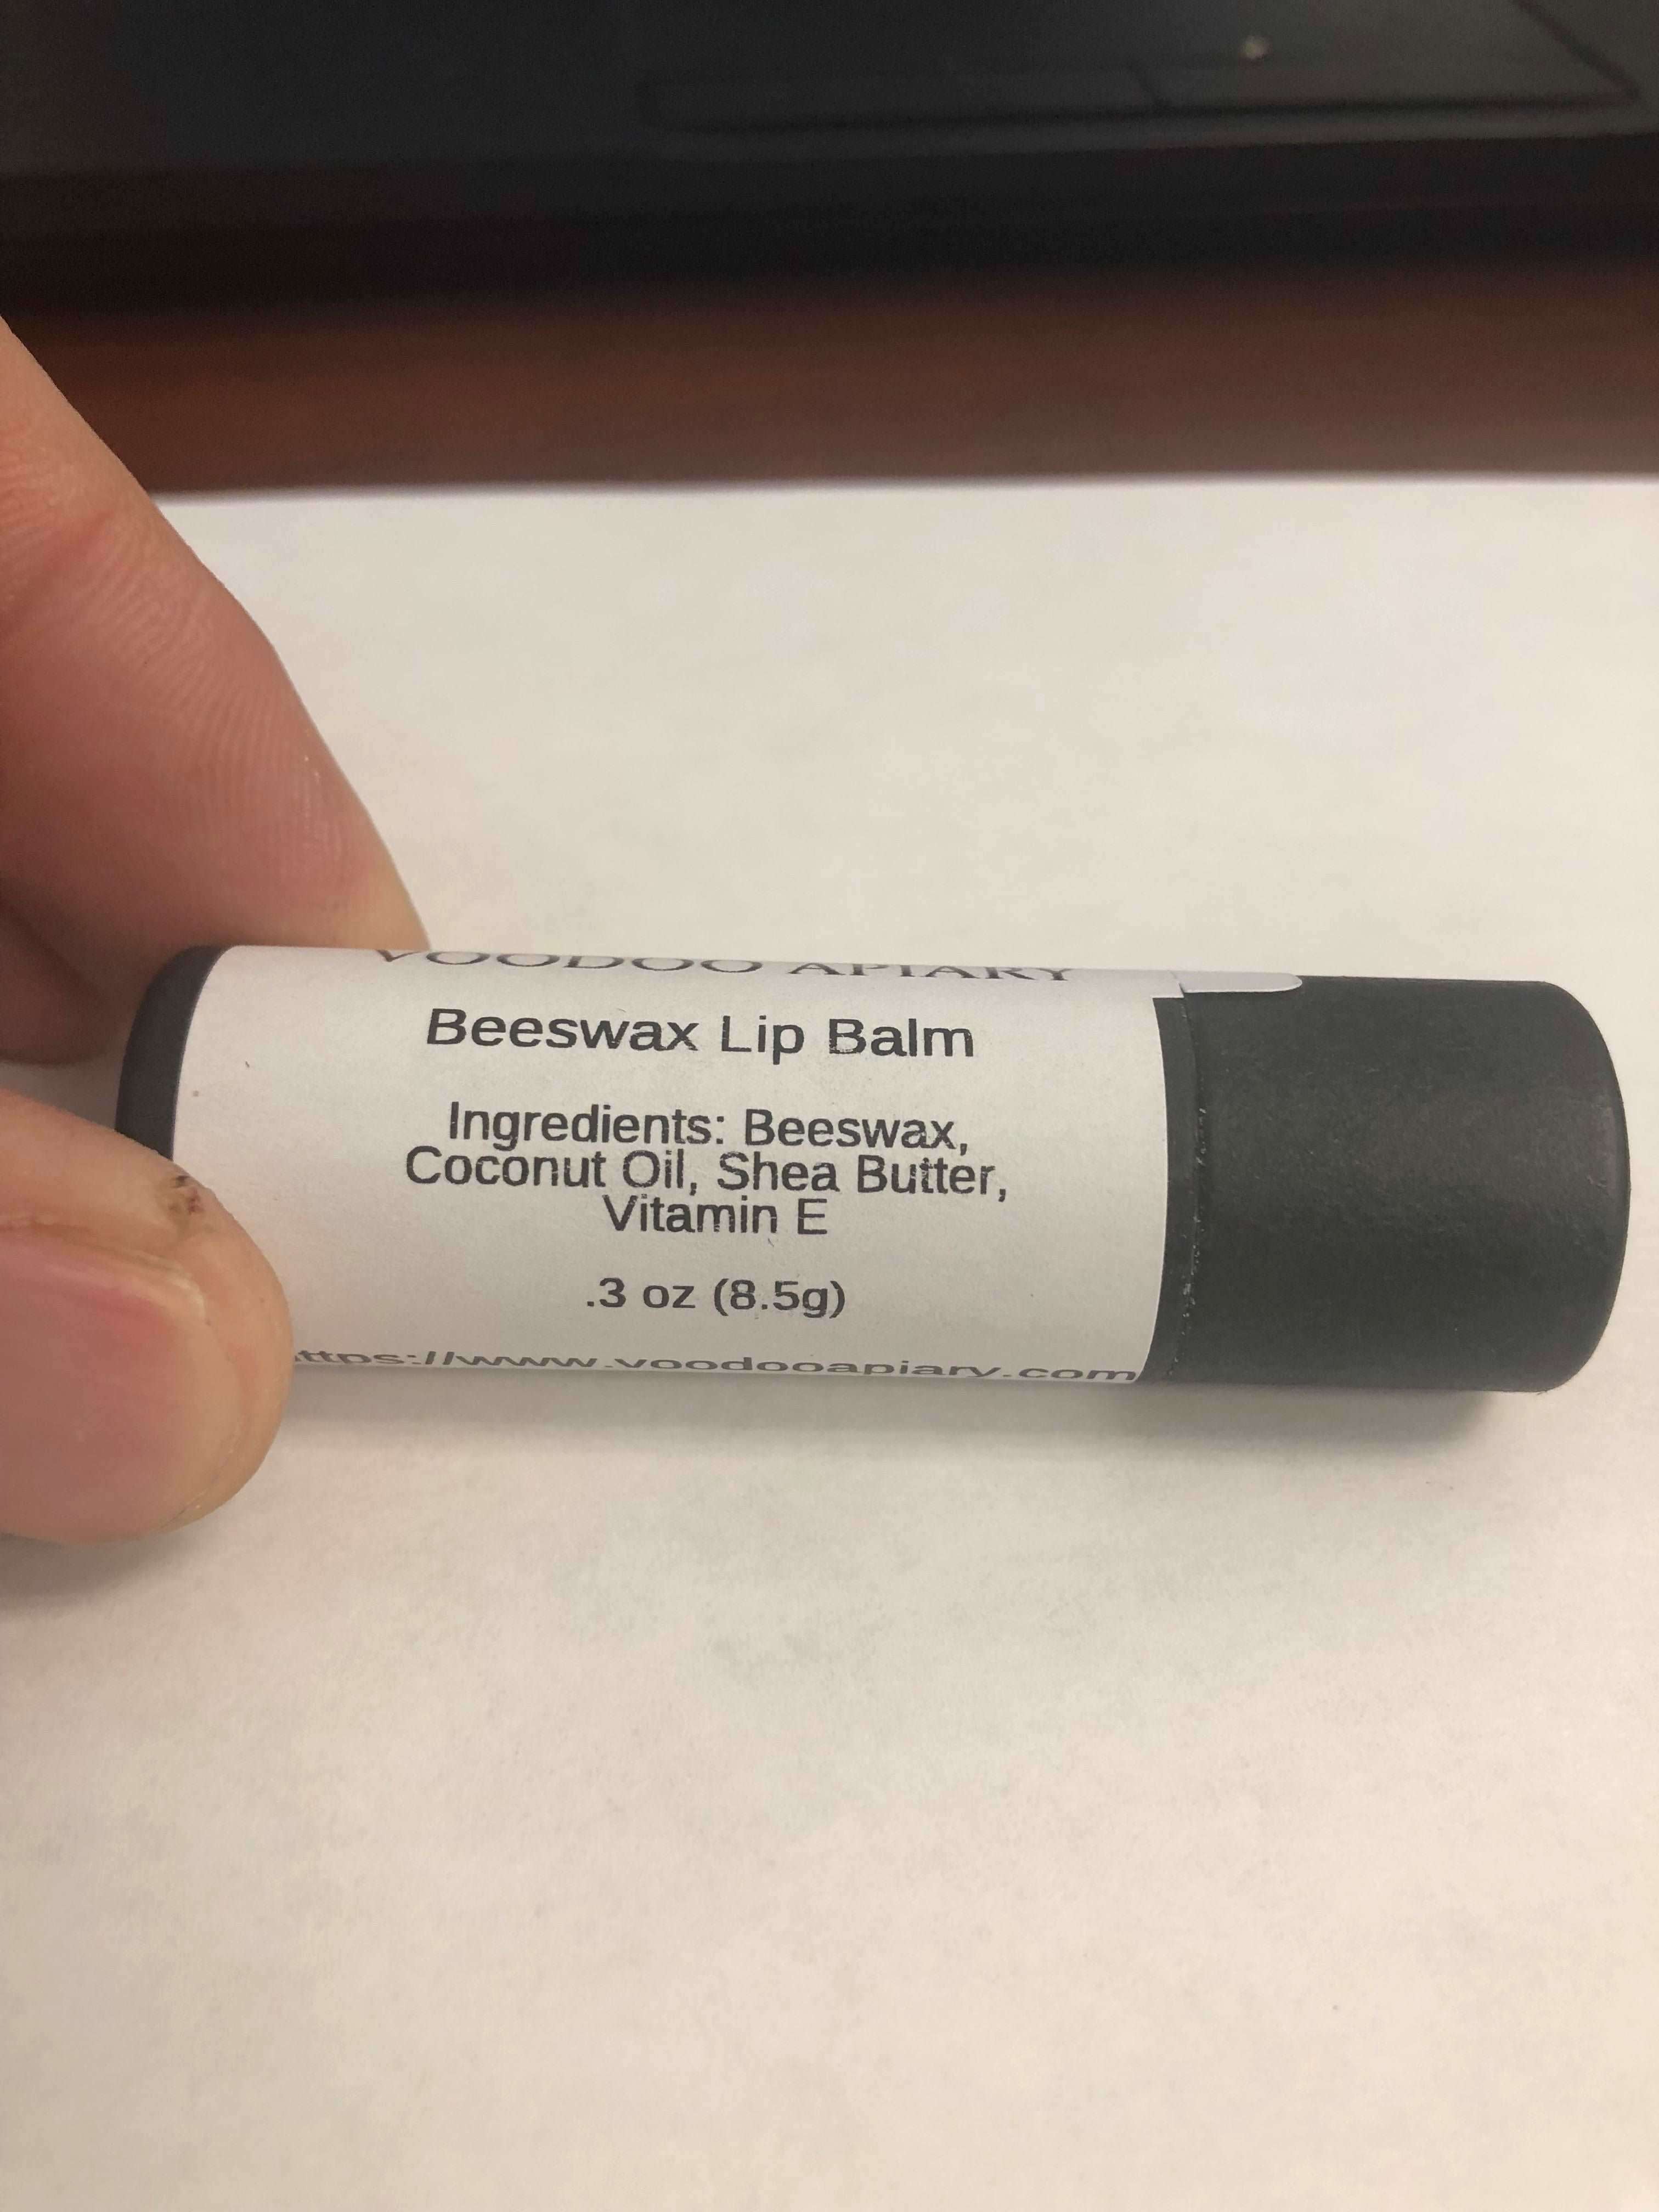 VOODOO APIARY
Beeswax Lip Balm
Ingredients: Beeswax,
Coconut Oil, Shea Butter,
Vitamin E
.3 oz (8.5g)
ttps://www.voodooapiary.com